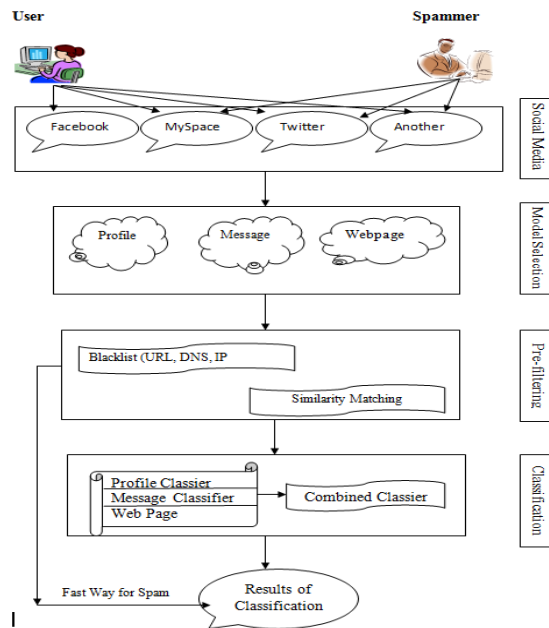 User
Spammer
Facebook
MySpace
Twitter
Another
Social Media
Profile
Message
Webpage
Model Selection
Blacklist (URL, DNS, IP
Similarity Matching
Pre-filtering
Profile Classier
Message Classifier
Web Page
Combined Classier
Classification
Fast Way for Spam
Results of
Classification